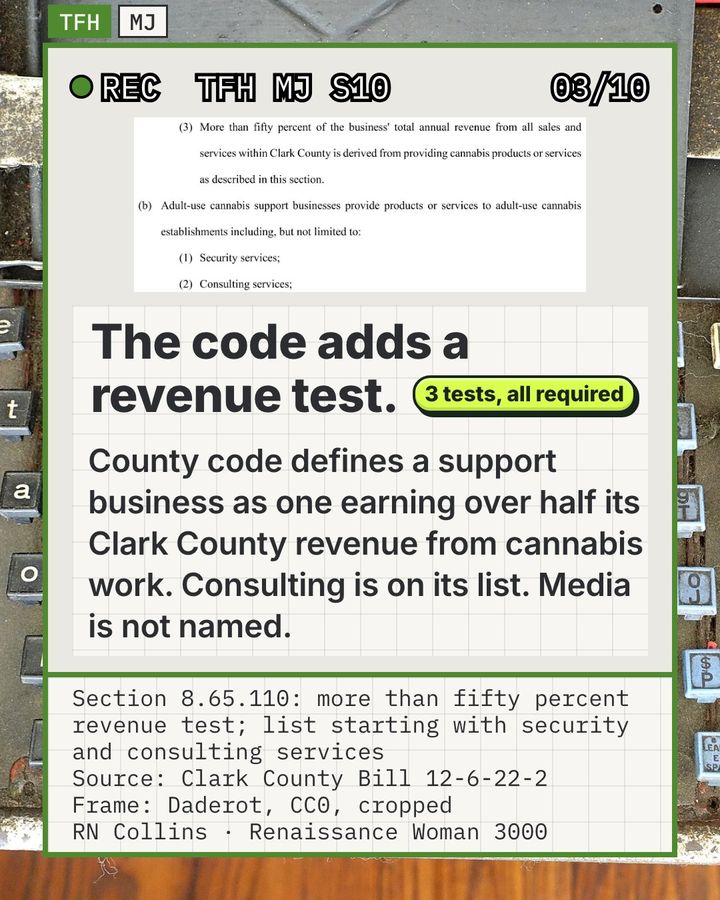 TFH MJ
REC TFH MJ S10 03/10
(3) More than fifty percent of the business' total annual revenue from all sales and
services within Clark County is derived from providing cannabis products or services
as described in this section.
(b) Adult-use cannabis support businesses provide products or services to adult-use cannabis
establishments including, but not limited to:
(1) Security services;
(2) Consulting services;
The code adds a
revenue test. 3 tests, all required
County code defines a support
business as one earning over half its
Clark County revenue from cannabis
work. Consulting is on its list. Media
is not named.
Section 8.65.110: more than fifty percent
revenue test; list starting with security
and consulting services
Source: Clark County Bill 12-6-22-2
Frame: Daderot, CC0, cropped
RN Collins · Renaissance Woman 3000
e
t
a
o